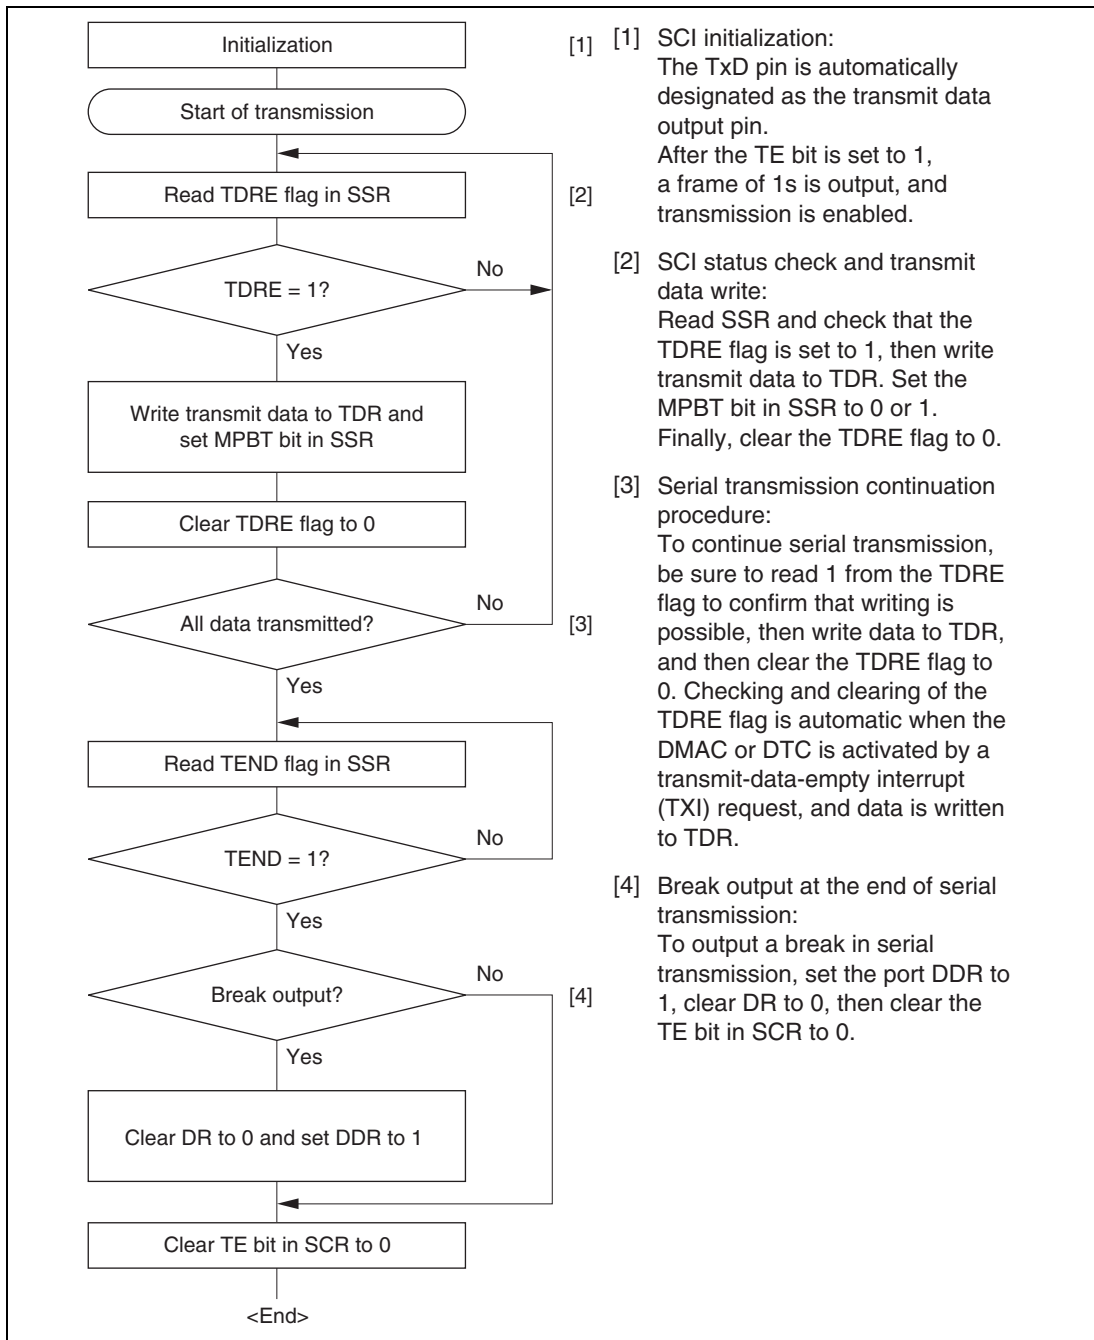 Initialization
[1]
Start of transmission
Read TDRE flag in SSR
[2]
No
TDRE = 1?
Yes
Write transmit data to TDR and
set MPBT bit in SSR
Clear TDRE flag to 0
No
All data transmitted?
[3]
Yes
Read TEND flag in SSR
No
TEND = 1?
Yes
No
Break output?
[4]
Yes
Clear DR to 0 and set DDR to 1
Clear TE bit in SCR to 0
<End>
[1] SCI initialization:
The TxD pin is automatically
designated as the transmit data
output pin.
After the TE bit is set to 1,
a frame of 1s is output, and
transmission is enabled.
[2] SCI status check and transmit
data write:
Read SSR and check that the
TDRE flag is set to 1, then write
transmit data to TDR. Set the
MPBT bit in SSR to 0 or 1.
Finally, clear the TDRE flag to 0.
[3] Serial transmission continuation
procedure:
To continue serial transmission,
be sure to read 1 from the TDRE
flag to confirm that writing is
possible, then write data to TDR,
and then clear the TDRE flag to
0. Checking and clearing of the
TDRE flag is automatic when the
DMAC or DTC is activated by a
transmit-data-empty interrupt
(TXI) request, and data is written
to TDR.
[4] Break output at the end of serial
transmission:
To output a break in serial
transmission, set the port DDR to
1, clear DR to 0, then clear the
TE bit in SCR to 0.